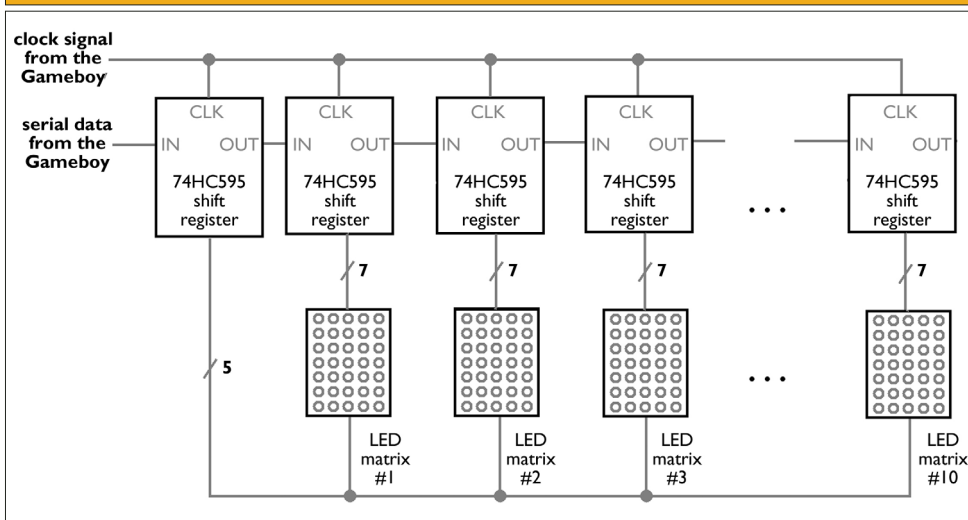 clock signal
from the
Gameboy
serial data
from the
Gameboy
CLK
IN OUT
74HC595
shift
register
CLK
IN OUT
74HC595
shift
register
CLK
IN OUT
74HC595
shift
register
CLK
IN OUT
74HC595
shift
register
...
CLK
IN OUT
74HC595
shift
register
5
7
7
7
...
7
LED
matrix
#1
LED
matrix
#2
LED
matrix
#3
LED
matrix
#10